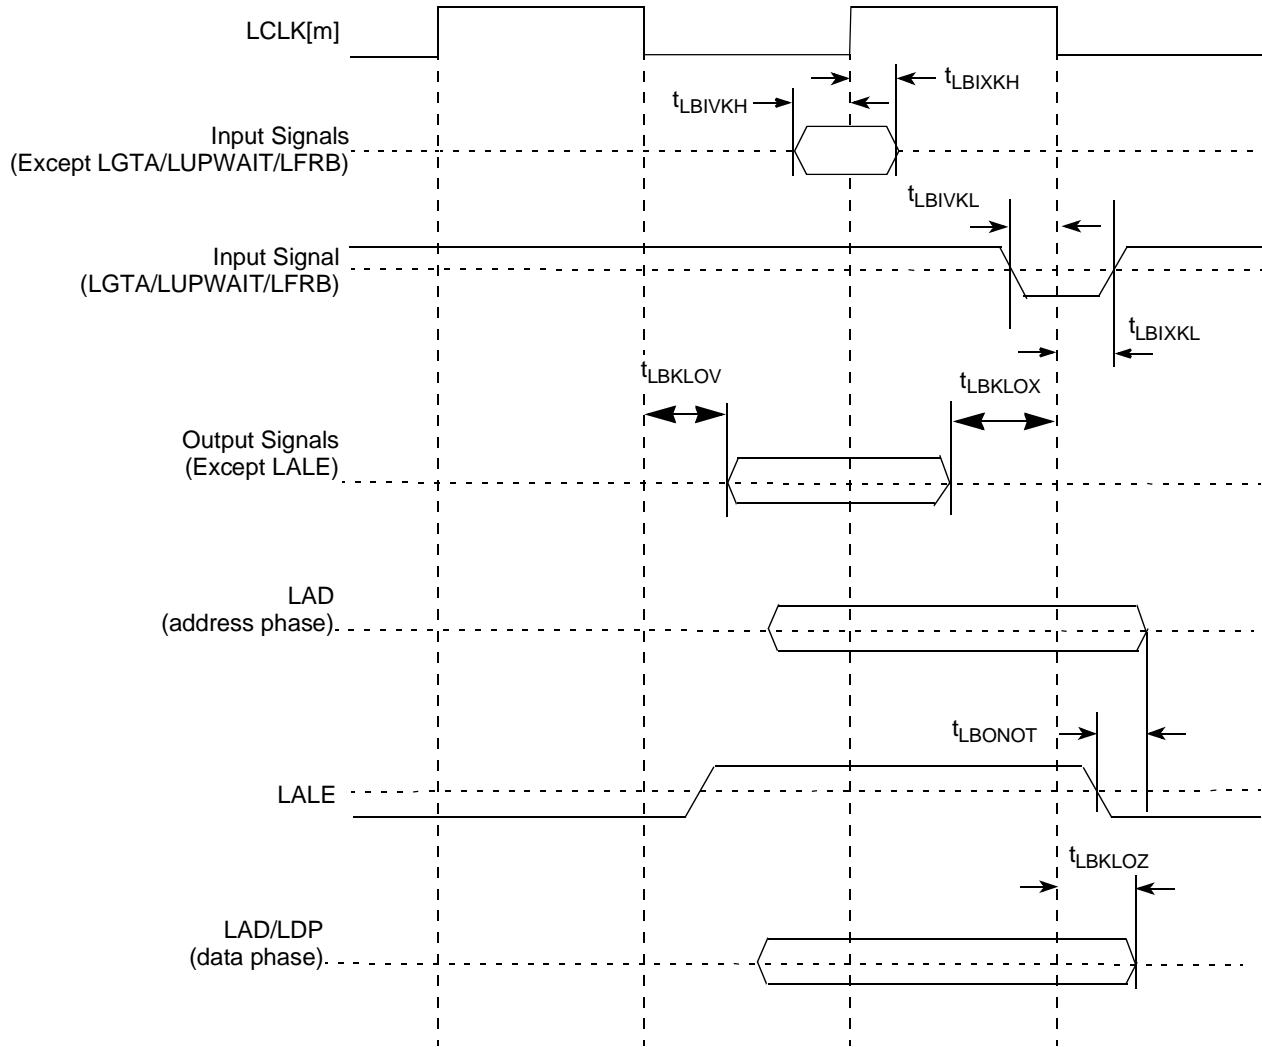 LCLK[m]
tLBIXKH
tLBIVKH
Input Signals
(Except LGTA/LUPWAIT/LFRB)
tLBIVKL
Input Signal
(LGTA/LUPWAIT/LFRB)
tLBIXKL
tLBKLOV
tLBKLOX
Output Signals
(Except LALE)
LAD
(address phase)
tLBONOT
LALE
tLBKLOZ
LAD/LDP
(data phase)